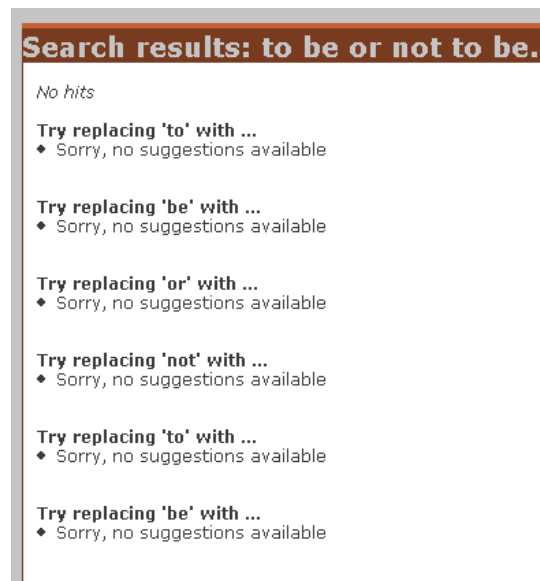 Search results: to be or not to be.
No hits
Try replacing 'to' with ...
◆ Sorry, no suggestions available
Try replacing 'be' with ...
◆ Sorry, no suggestions available
Try replacing 'or' with ...
◆ Sorry, no suggestions available
Try replacing 'not' with ...
◆ Sorry, no suggestions available
Try replacing 'to' with ...
◆ Sorry, no suggestions available
Try replacing 'be' with ...
◆ Sorry, no suggestions available